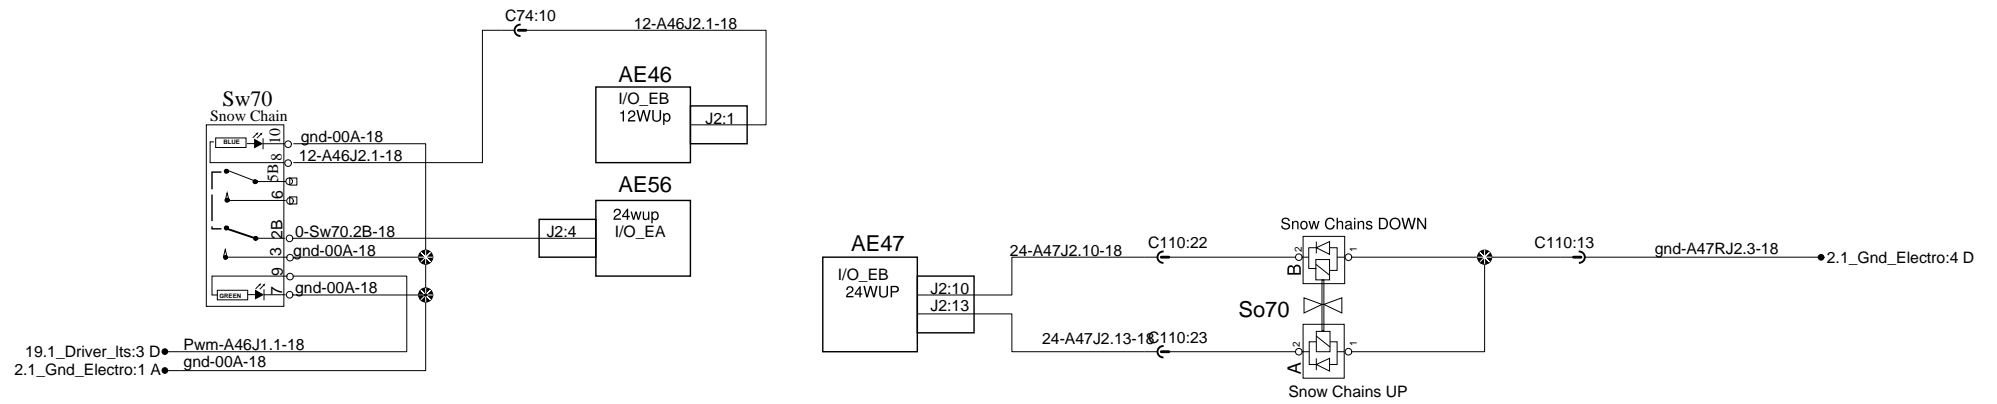 C74:10
12-A46J2.1-18
AE46
I/O_EB
12WUp
J2:1
Sw70
Snow Chain
BLUE
10
gnd-00A-18
8
12-A46J2.1-18
5B
6
2B
0-Sw70.2B-18
3
gnd-00A-18
9
GREEN
7
gnd-00A-18
AE56
24wup
I/O_EA
J2:4
19.1_Driver_lts:3 D
Pwm-A46J1.1-18
2.1_Gnd_Electro:1 A
gnd-00A-18
AE47
I/O_EB
24WUP
J2:10
J2:13
24-A47J2.10-18
C110:22
24-A47J2.13-18
C110:23
Snow Chains DOWN
2
1
B
So70
2
1
A
Snow Chains UP
C110:13
gnd-A47RJ2.3-18
2.1_Gnd_Electro:4 D